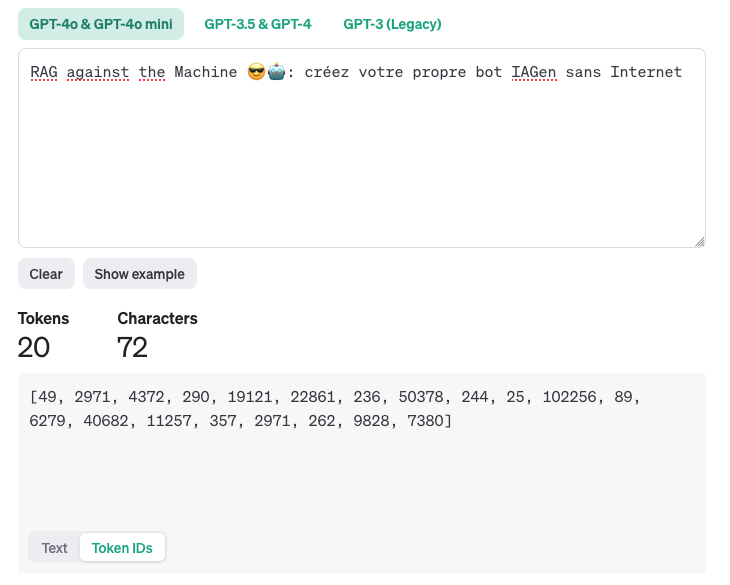 GPT-4o & GPT-4o mini GPT-3.5 & GPT-4 GPT-3 (Legacy)
RAG against the Machine 😎🤖: créez votre propre bot IAGen sans Internet
Clear Show example
Tokens Characters
20 72
[49, 2971, 4372, 290, 19121, 22861, 236, 50378, 244, 25, 102256, 89,
6279, 40682, 11257, 357, 2971, 262, 9828, 7380]
Text Token IDs